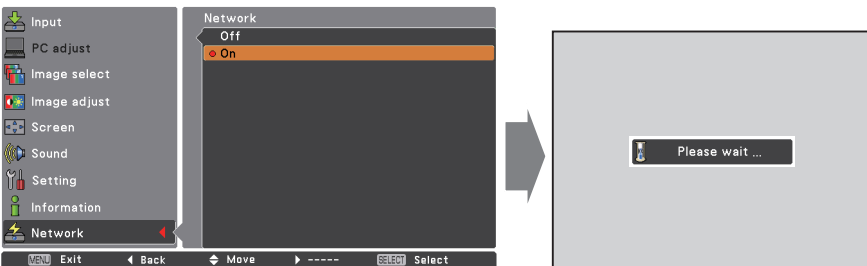 Input
PC adjust
Image select
Image adjust
Screen
Sound
Setting
Information
Network
Network
Off
On
MENU Exit Back Move ----- SELECT Select
Please wait ...